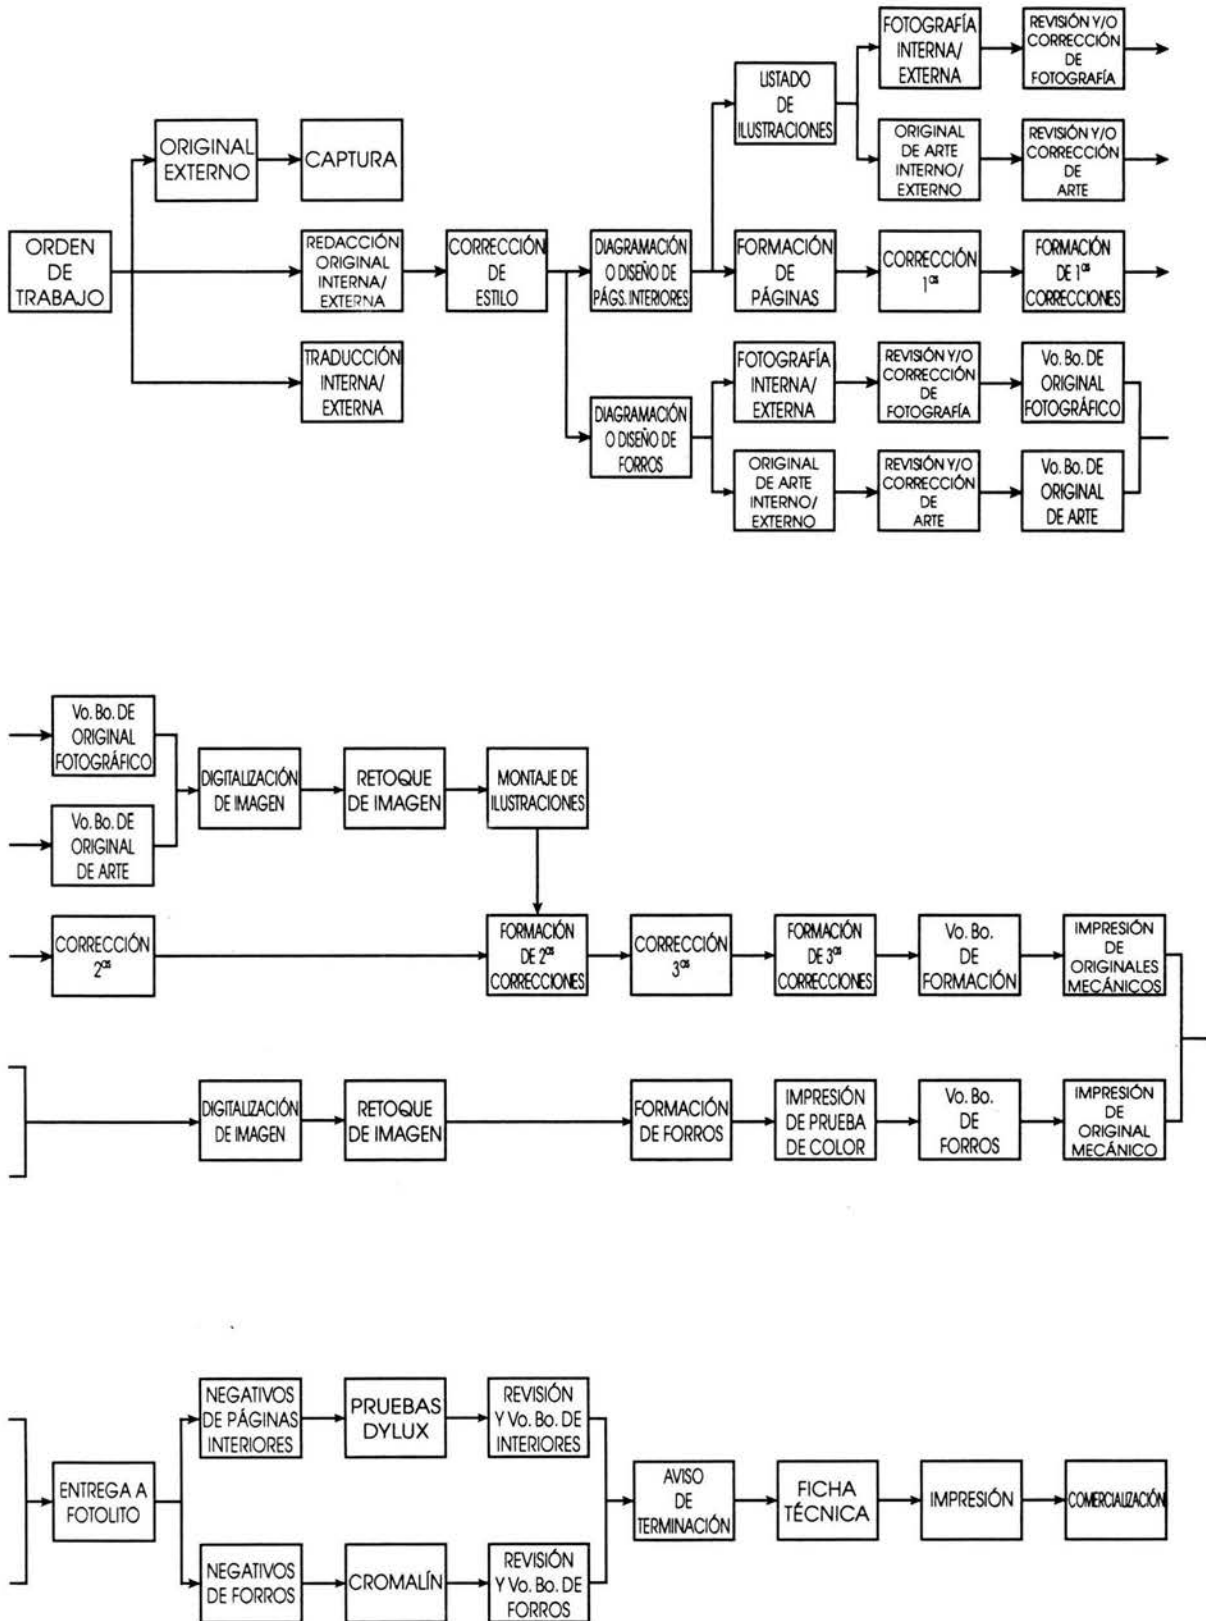 ORDEN
DE
TRABAJO
ORIGINAL
EXTERNO
CAPTURA
REDACCIÓN
ORIGINAL
INTERNA/
EXTERNA
TRADUCCIÓN
INTERNA/
EXTERNA
CORRECCIÓN
DE
ESTILO
DIAGRAMACIÓN
O DISEÑO DE
PÁGS. INTERIORES
DIAGRAMACIÓN
O DISEÑO DE
FORROS
LISTADO
DE
ILUSTRACIONES
FOTOGRAFÍA
INTERNA/
EXTERNA
REVISIÓN Y/O
CORRECCIÓN
DE
FOTOGRAFÍA
ORIGINAL
DE ARTE
INTERNO/
EXTERNO
REVISIÓN Y/O
CORRECCIÓN
DE
ARTE
FORMACIÓN
DE
PÁGINAS
CORRECCIÓN
1as
FORMACIÓN
DE 1as
CORRECCIONES
FOTOGRAFÍA
INTERNA/
EXTERNA
REVISIÓN Y/O
CORRECCIÓN
DE
FOTOGRAFÍA
Vo. Bo. DE
ORIGINAL
FOTOGRÁFICO
ORIGINAL
DE ARTE
INTERNO/
EXTERNO
REVISIÓN Y/O
CORRECCIÓN
DE
ARTE
Vo. Bo. DE
ORIGINAL
DE ARTE
Vo. Bo. DE
ORIGINAL
FOTOGRÁFICO
Vo. Bo. DE
ORIGINAL
DE ARTE
DIGITALIZACIÓN
DE IMAGEN
RETOQUE
DE IMAGEN
MONTAJE DE
ILUSTRACIONES
CORRECCIÓN
2as
FORMACIÓN
DE 2as
CORRECCIONES
CORRECCIÓN
3as
FORMACIÓN
DE 3as
CORRECCIONES
Vo. Bo.
DE
FORMACIÓN
IMPRESIÓN
DE
ORIGINALES
MECÁNICOS
DIGITALIZACIÓN
DE IMAGEN
RETOQUE
DE IMAGEN
FORMACIÓN
DE FORROS
IMPRESIÓN
DE PRUEBA
DE COLOR
Vo. Bo.
DE
FORROS
IMPRESIÓN
DE
ORIGINAL
MECÁNICO
ENTREGA A
FOTOLITO
NEGATIVOS
DE PÁGINAS
INTERIORES
PRUEBAS
DYLUX
REVISIÓN
Y Vo. Bo. DE
INTERIORES
NEGATIVOS
DE FORROS
CROMALÍN
REVISIÓN
Y Vo. Bo. DE
FORROS
AVISO
DE
TERMINACIÓN
FICHA
TÉCNICA
IMPRESIÓN
COMERCIALIZACIÓN